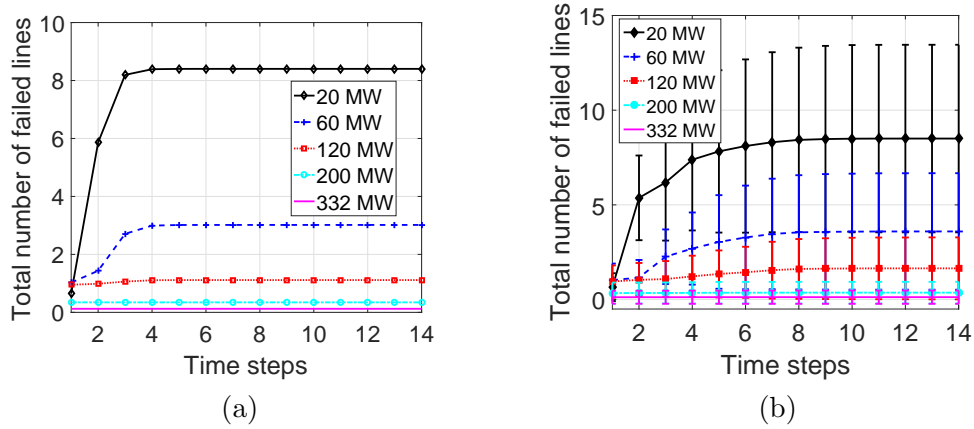 Total number of failed lines
10
8
6
4
2
0
20 MW
60 MW
120 MW
200 MW
332 MW
2 4 6 8 10 12 14
Time steps
(a)
Total number of failed lines
15
10
5
0
20 MW
60 MW
120 MW
200 MW
332 MW
2 4 6 8 10 12 14
Time steps
(b)